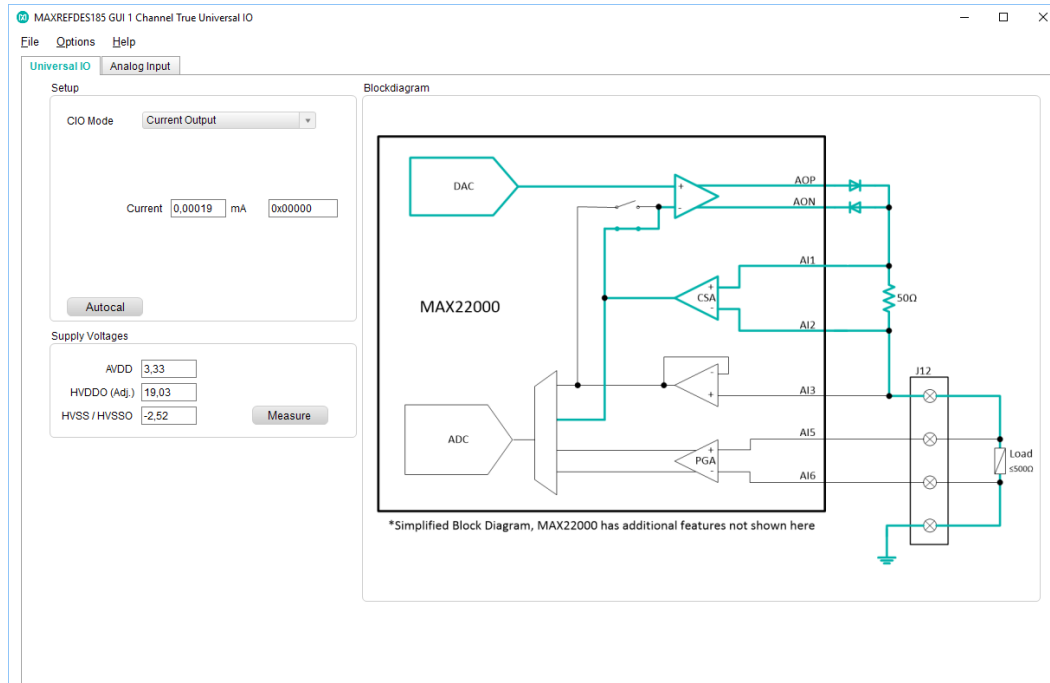 MAXREFDES185 GUI 1 Channel True Universal IO
File Options Help
Universal IO Analog Input
Setup
CIO Mode Current Output
Current 0,00019 mA 0x00000
Autocal
Supply Voltages
AVDD 3,33
HVDDO (Adj.) 19,03
HVSS / HVSSO -2,52
Measure
Blockdiagram
DAC
+
-
AOP
AON
AI1
MAX22000
+
CSA
-
50Ω
AI2
J12
-
+
AI3
ADC
AI5
+
PGA
-
AI6
Load
≤500Ω
*Simplified Block Diagram, MAX22000 has additional features not shown here